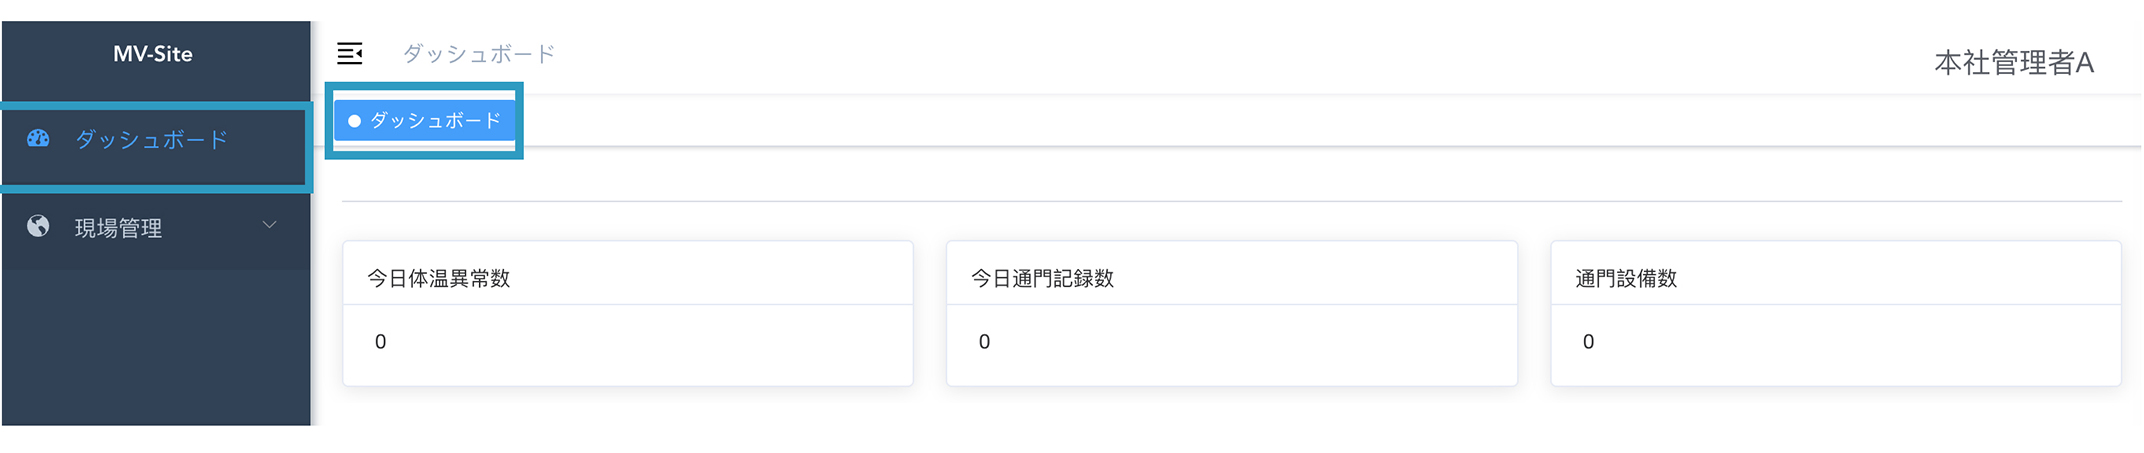 MV-Site
ダッシュボード
本社管理者A
ダッシュボード
ダッシュボード
現場管理
今日体温異常数
0
今日通門記録数
0
通門設備数
0